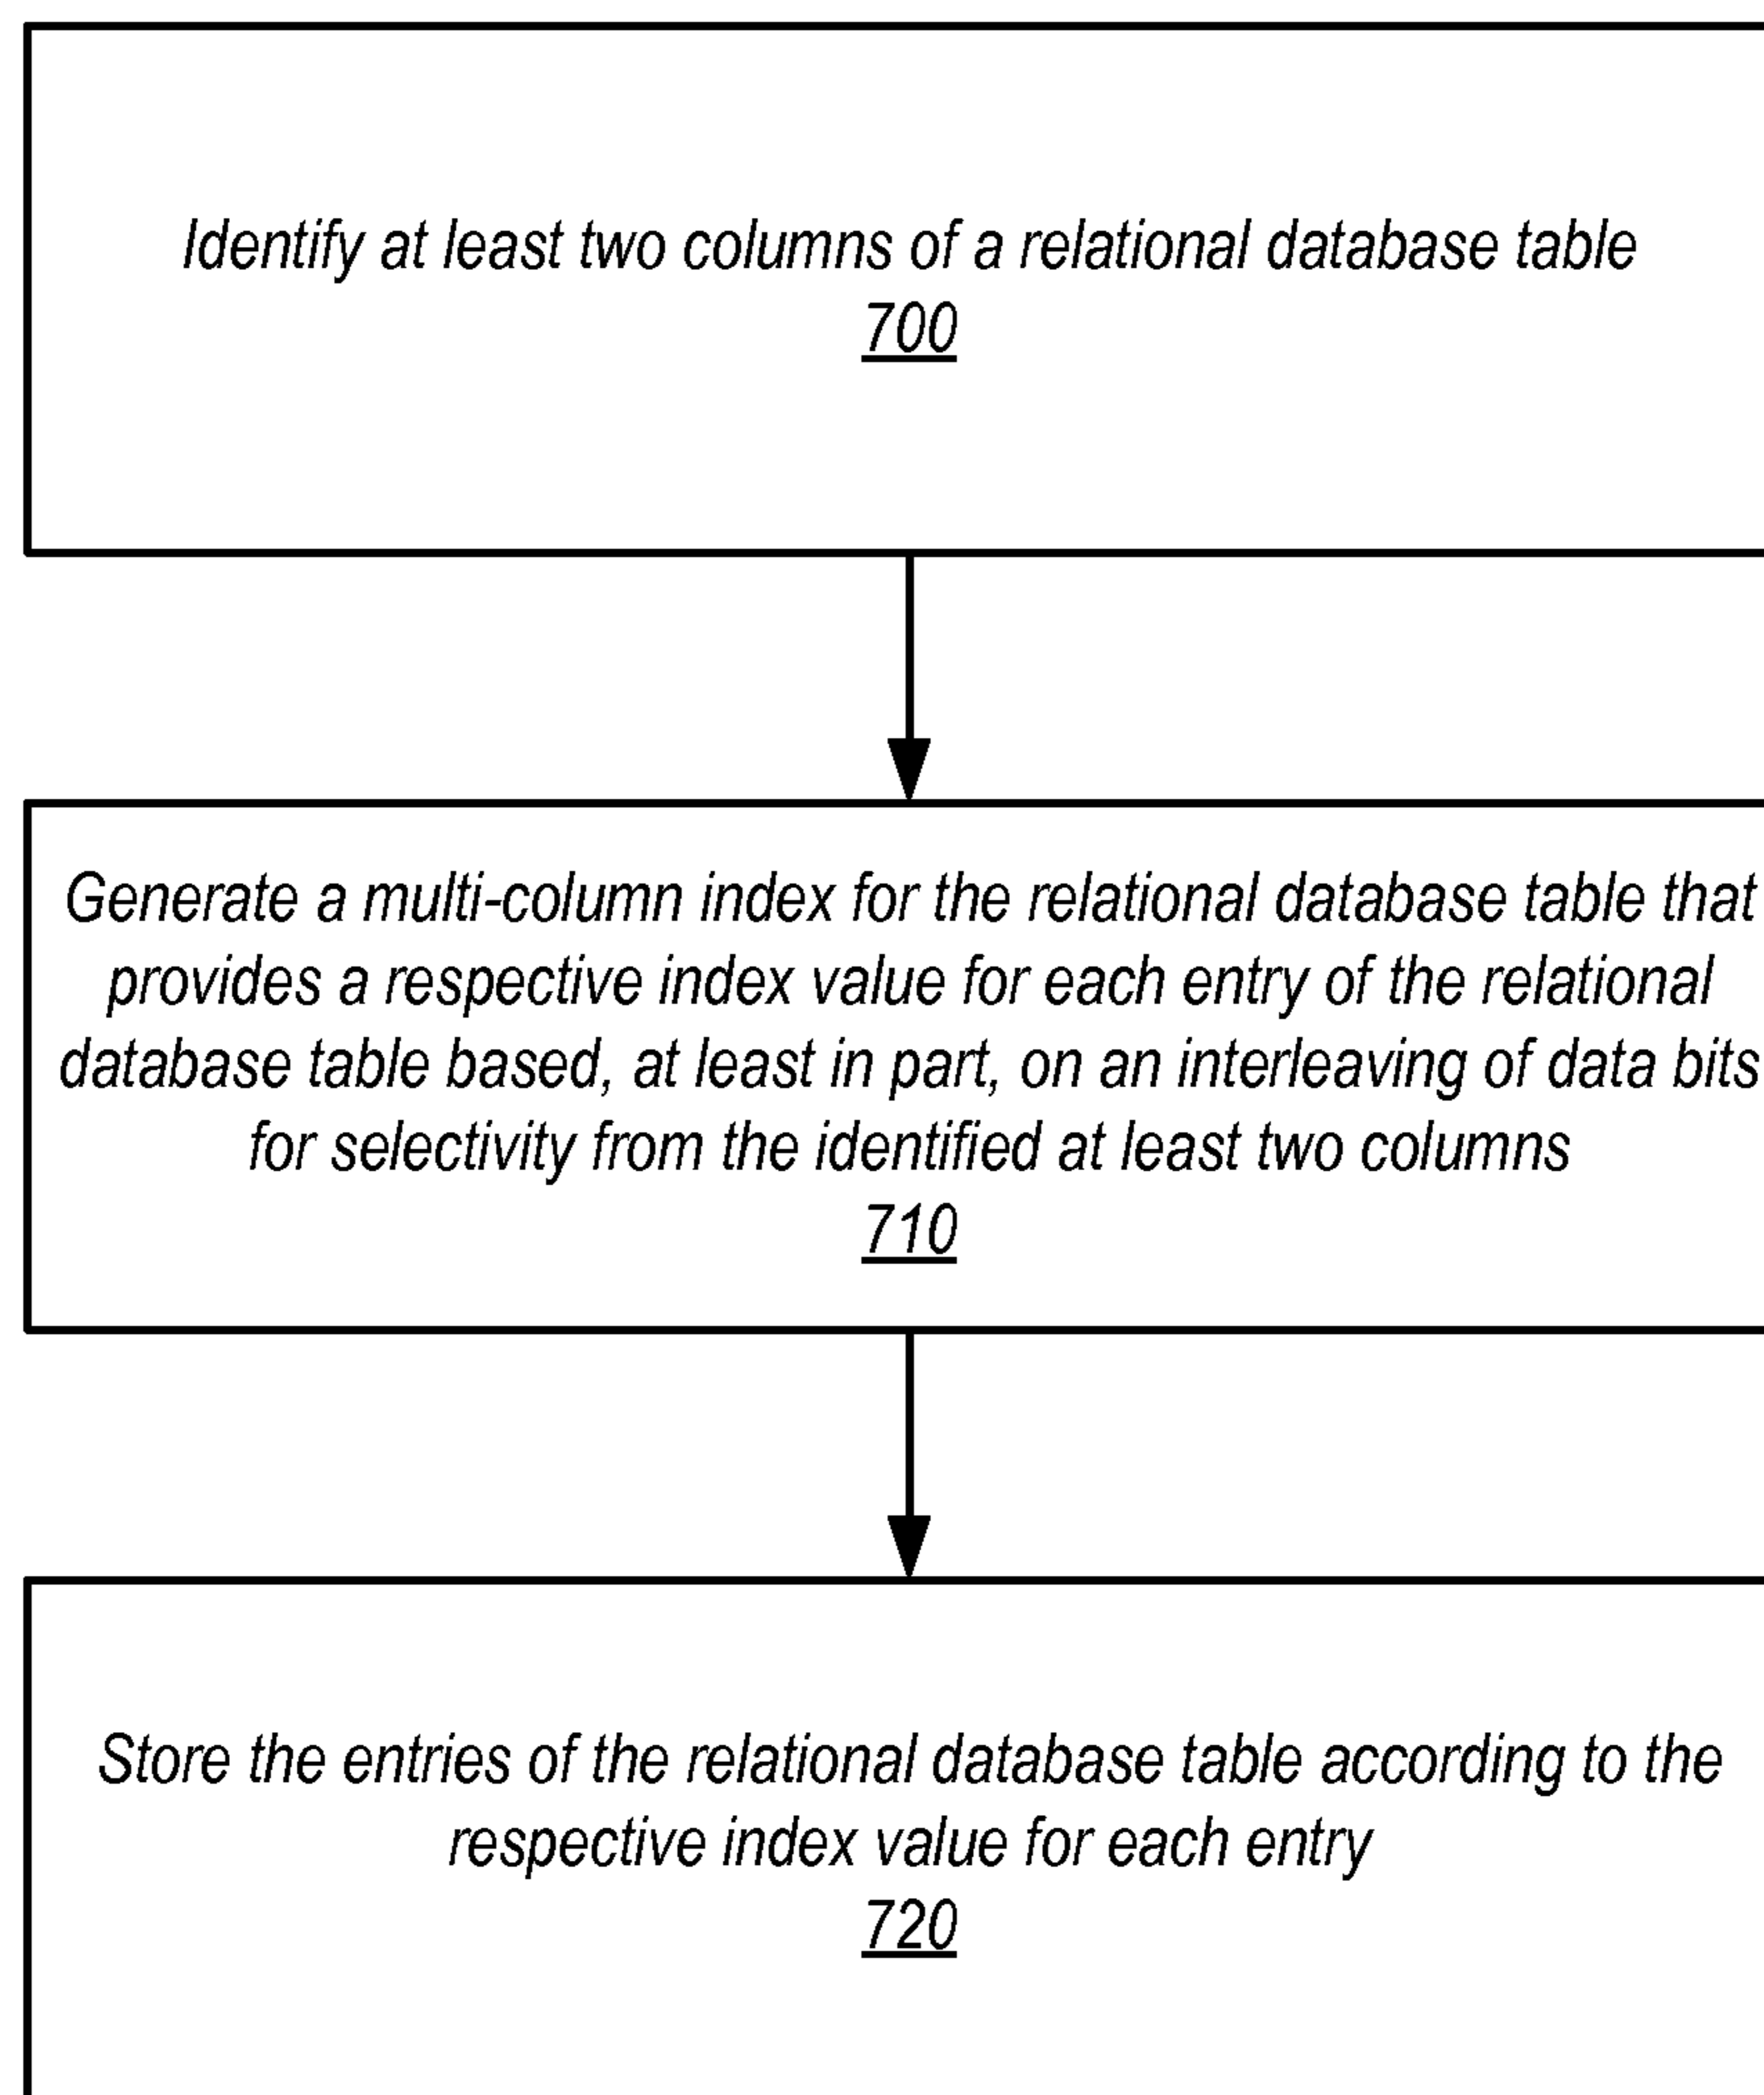 Identify at least two columns of a relational database table
700
Generate a multi-column index for the relational database table that
provides a respective index value for each entry of the relational
database table based, at least in part, on an interleaving of data bits
for selectivity from the identified at least two columns
710
Store the entries of the relational database table according to the
respective index value for each entry
720